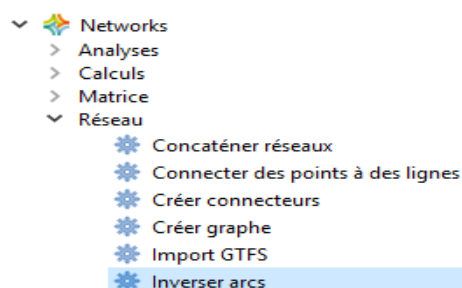 Networks
Analyses
Calculs
Matrice
Réseau
Concaténer réseaux
Connecter des points à des lignes
Créer connecteurs
Créer graphe
Import GTFS
Inverser arcs